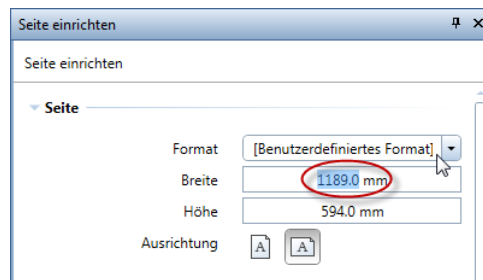 Seite einrichten
Seite einrichten
Seite
Format [Benutzerdefiniertes Format]
Breite 1189.0 mm
Höhe 594.0 mm
Ausrichtung A A